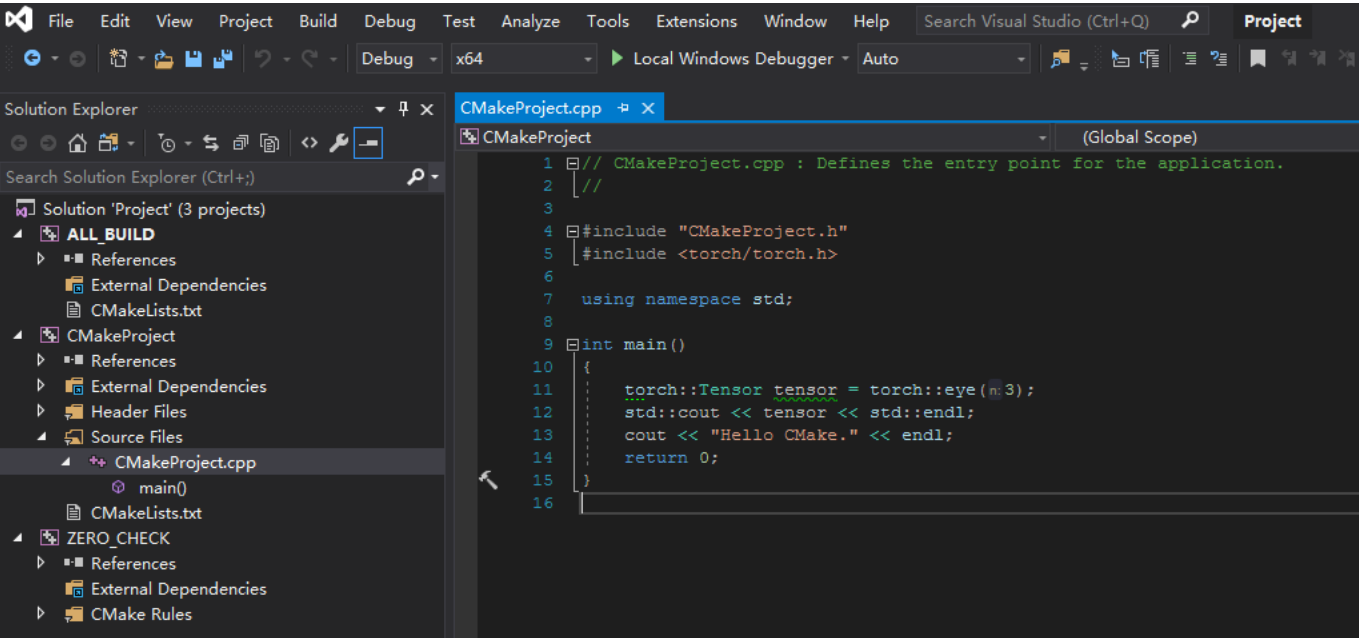 File Edit View Project Build Debug Test Analyze Tools Extensions Window Help Search Visual Studio (Ctrl+Q) Project
Debug x64 Local Windows Debugger Auto
Solution Explorer
Search Solution Explorer (Ctrl+;)
Solution 'Project' (3 projects)
ALL_BUILD
References
External Dependencies
CMakeLists.txt
CMakeProject
References
External Dependencies
Header Files
Source Files
CMakeProject.cpp
main()
CMakeLists.txt
ZERO_CHECK
References
External Dependencies
CMake Rules
CMakeProject.cpp
CMakeProject (Global Scope)
1 // CMakeProject.cpp : Defines the entry point for the application.
2 //
3
4 #include "CMakeProject.h"
5 #include <torch/torch.h>
6
7 using namespace std;
8
9 int main()
10 {
11 torch::Tensor tensor = torch::eye(n:3);
12 std::cout << tensor << std::endl;
13 cout << "Hello CMake." << endl;
14 return 0;
15 }
16